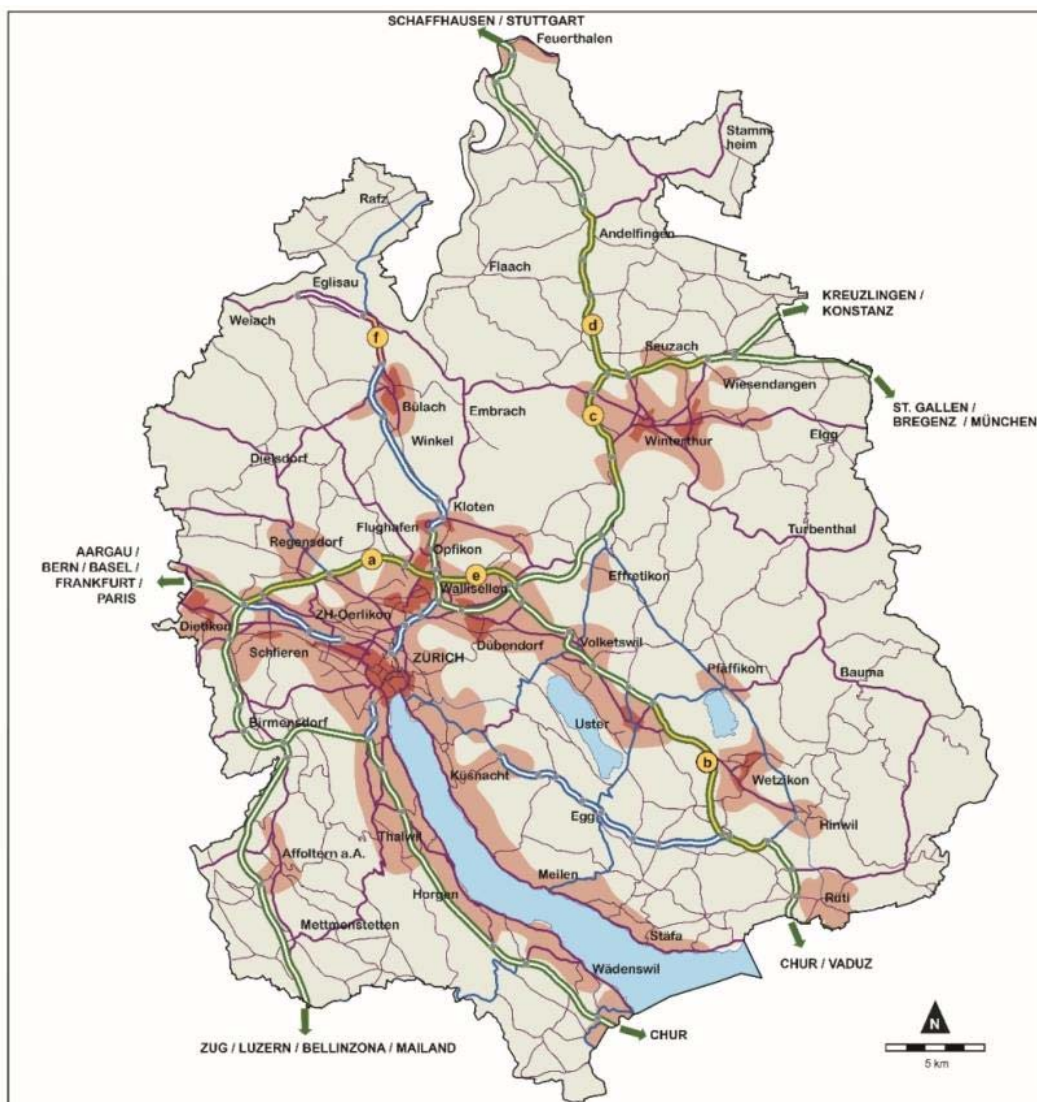 SCHAFFHAUSEN / STUTTGART
Feuerthalen
Stamm-
heim
Rafz
Andelfingen
Flaach
Eglisau
KREUZLINGEN /
KONSTANZ
Weiach
f
d
Seuzach
Wiesendangen
ST. GALLEN /
BREGENZ / MÜNCHEN
Bülach
Embrach
c
Winkel
Winterthur
Elgg
Dielsdorf
Kloten
Flughafen
Turbenthal
AARGAU /
BERN / BASEL /
FRANKFURT /
PARIS
Regensdorf
a
Opfikon
e
Effretikon
Wallisellen
ZH-Oerlikon
Dietikon
Schlieren
Dübendorf
Volketswil
ZÜRICH
Pfäffikon
Bauma
Birmensdorf
Uster
b
Küsnacht
Wetzikon
Egg
Hinwil
Thalwil
Affoltern a.A.
Meilen
Horgen
Rüti
Mettmenstetten
Stäfa
Wädenswil
CHUR / VADUZ
N
CHUR
ZUG / LUZERN / BELLINZONA / MAILAND
5 km